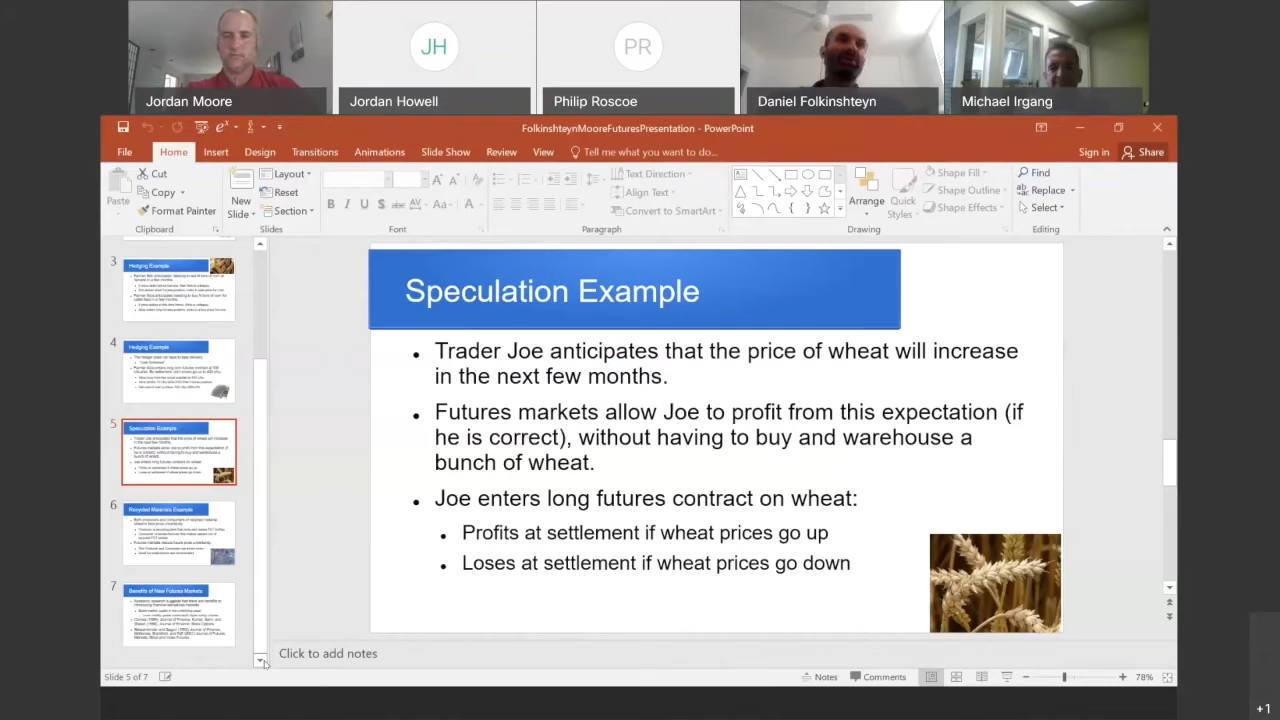 JH
PR
Jordan Moore
Jordan Howell
Philip Roscoe
Daniel Folkinshteyn
Michael Irgang
FolkinshteynMooreFuturesPresentation - PowerPoint
File Home Insert Design Transitions Animations Slide Show Review View Tell me what you want to do... Sign in Share
Paste
Cut
Copy
Format Painter
Clipboard
New
Slide
Layout
Reset
Section
Slides
Font
Text Direction
Align Text
Convert to SmartArt
Paragraph
Arrange
Quick
Styles
Shape Fill
Shape Outline
Shape Effects
Drawing
Find
Replace
Select
Editing
3
Hedging Example
4
Hedging Example
5
Speculation Example
6
Recycled Materials Example
7
Benefits of New Futures Markets
Speculation Example
• Trader Joe anticipates that the price of wheat will increase
in the next few months.
• Futures markets allow Joe to profit from this expectation (if
he is correct) without having to buy and warehouse a
bunch of wheat.
• Joe enters long futures contract on wheat:
• Profits at settlement if wheat prices go up
• Loses at settlement if wheat prices go down
Click to add notes
Slide 5 of 7
Notes
Comments
78%
+1